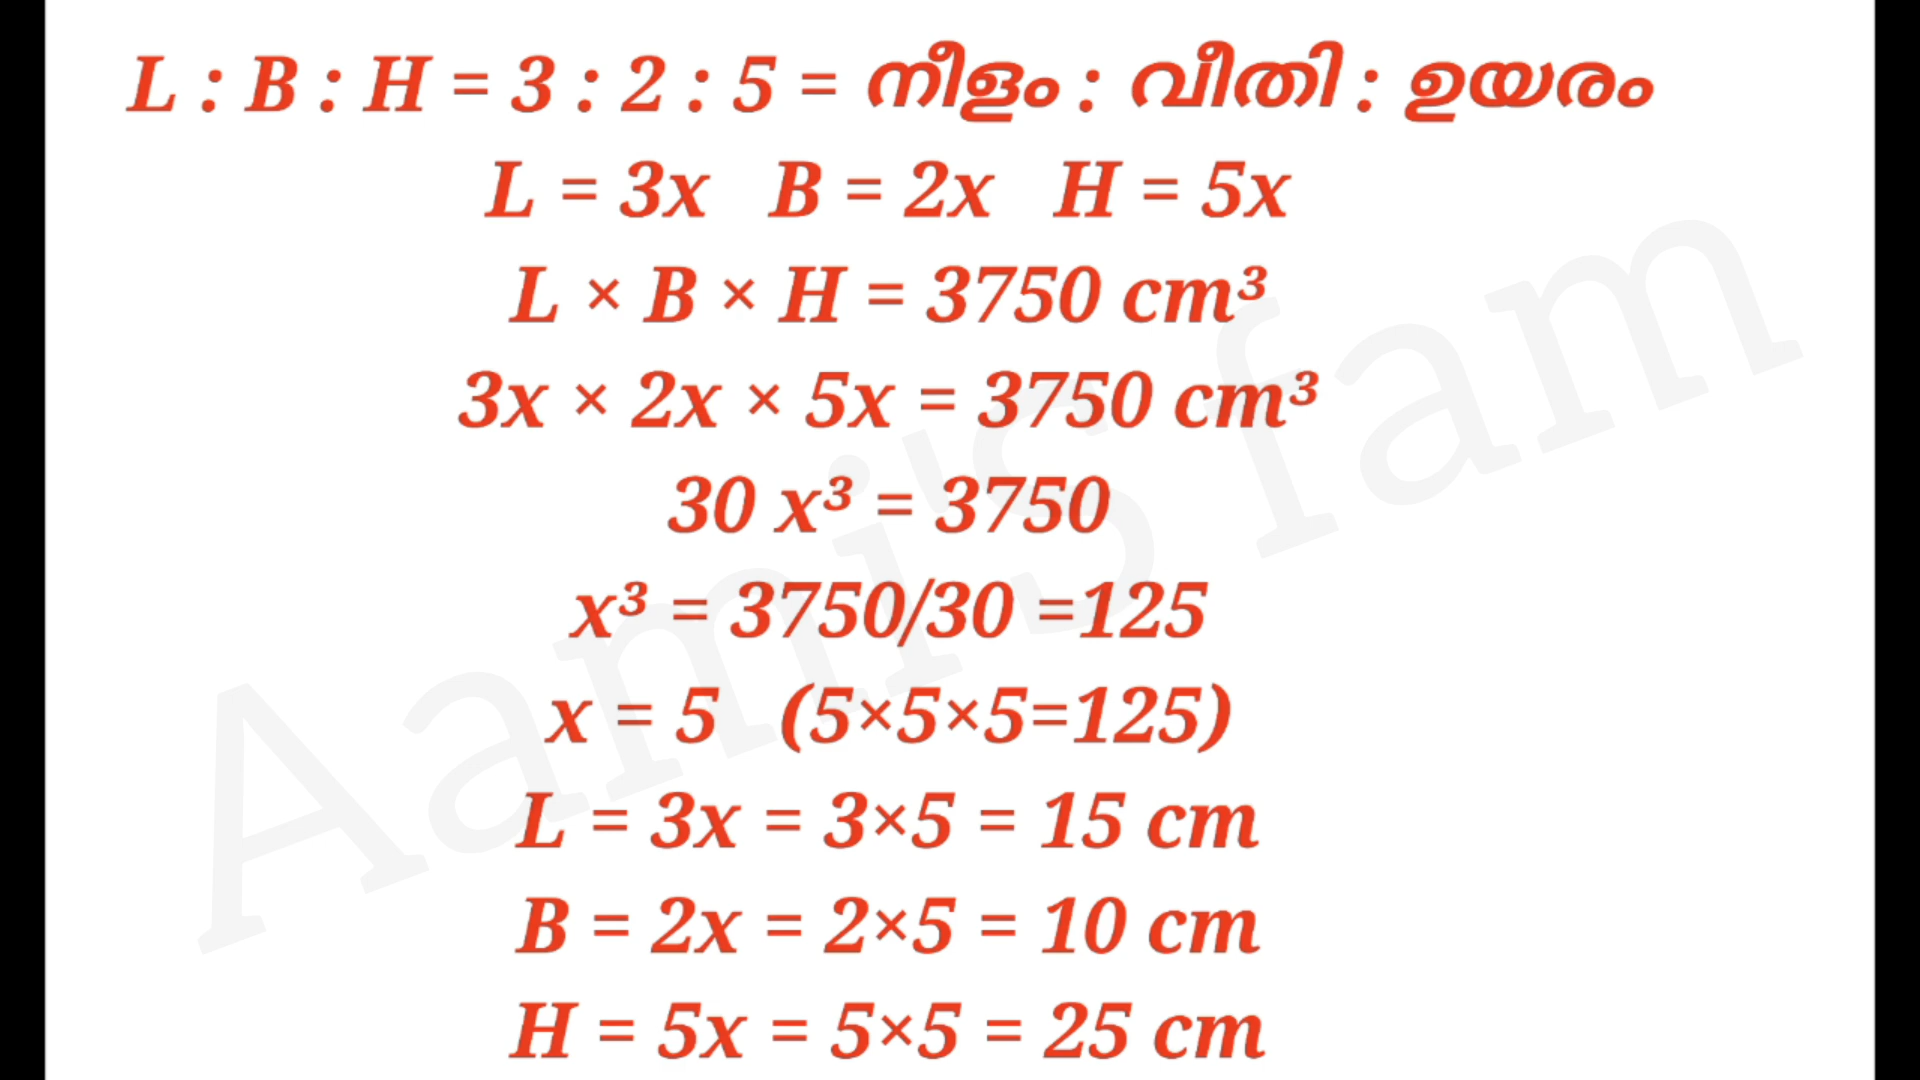 L : B : H = 3 : 2 : 5 = നീളം : വീതി : ഉയരം
L = 3x B = 2x H = 5x
L × B × H = 3750 cm³
3x × 2x × 5x = 3750 cm³
30 x³ = 3750
x³ = 3750/30 =125
x = 5 (5×5×5=125)
L = 3x = 3×5 = 15 cm
B = 2x = 2×5 = 10 cm
H = 5x = 5×5 = 25 cm
Aami'S fam